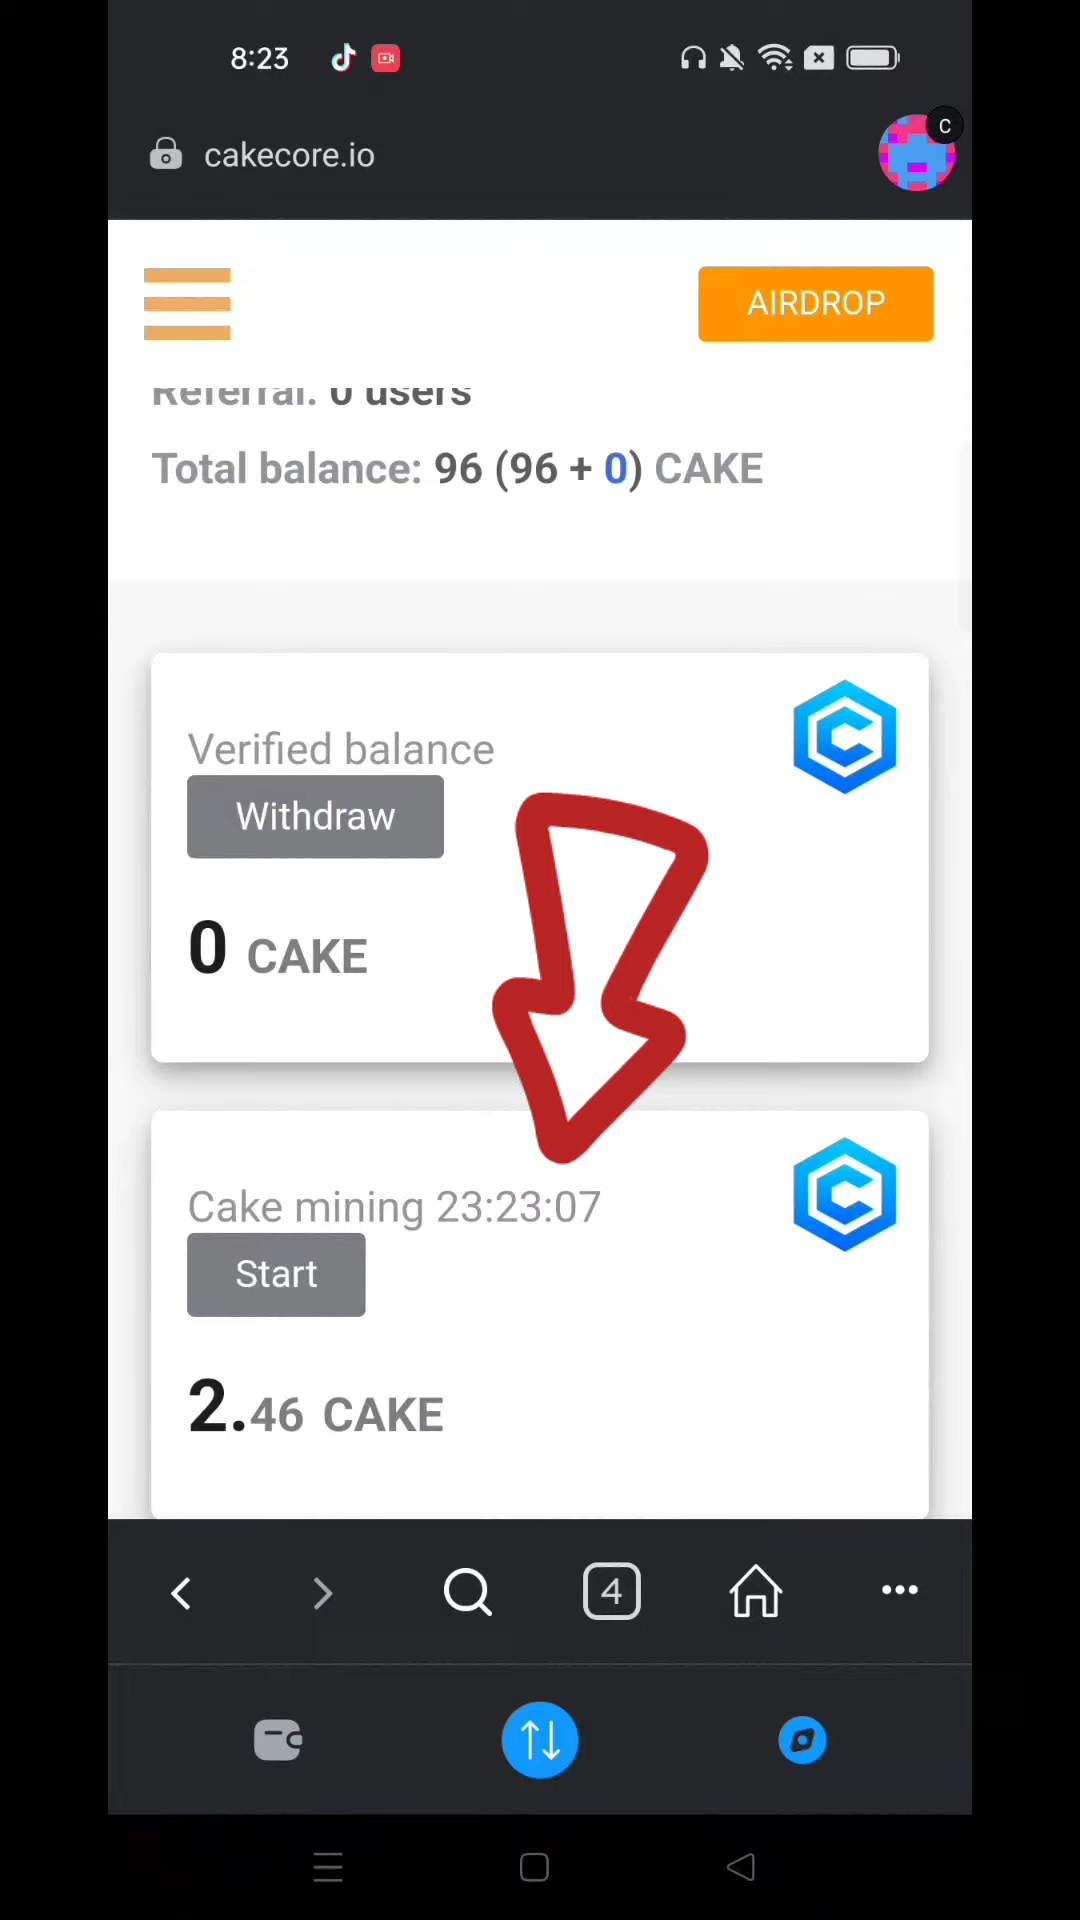 8:23
cakecore.io
C
AIRDROP
Referral: 0 users
Total balance: 96 (96 + 0) CAKE
Verified balance
Withdraw
0 CAKE
Cake mining 23:23:07
Start
2.46 CAKE
4